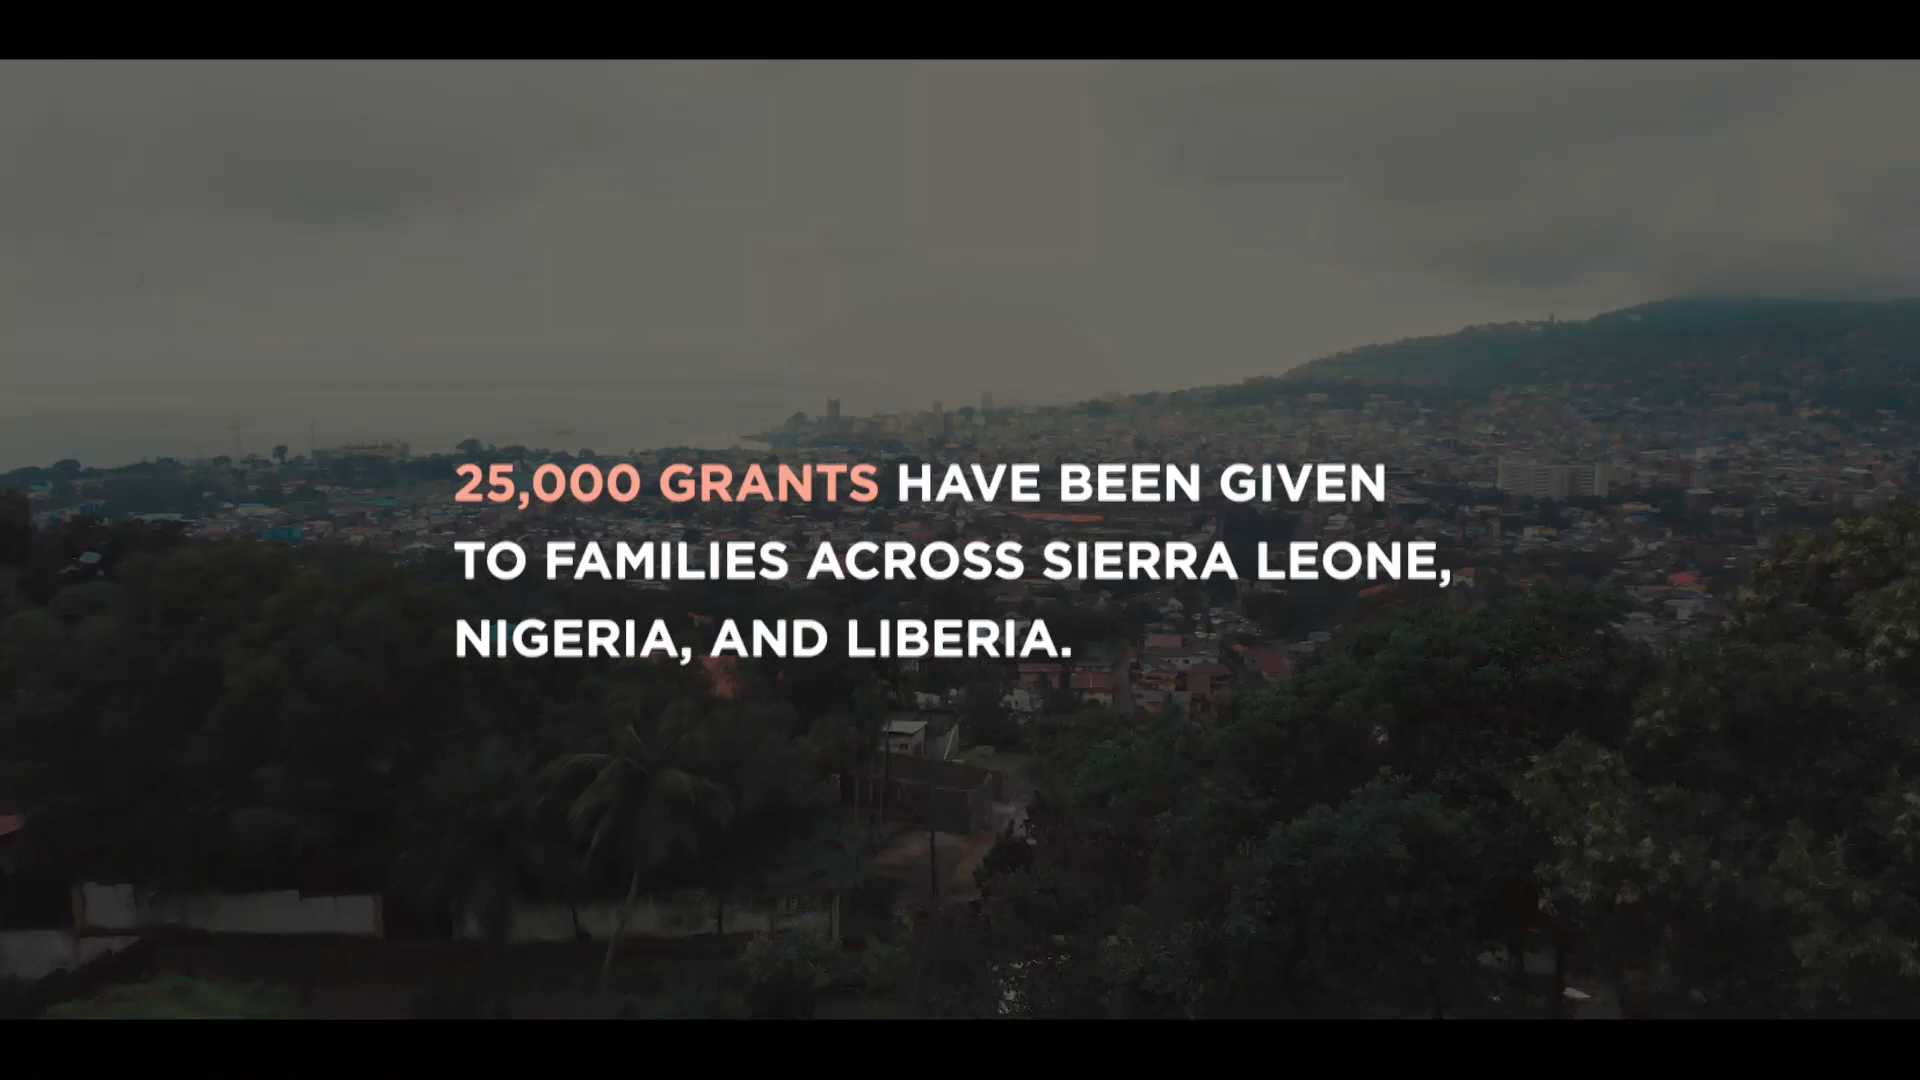 25,000 GRANTS HAVE BEEN GIVEN
TO FAMILIES ACROSS SIERRA LEONE,
NIGERIA, AND LIBERIA.